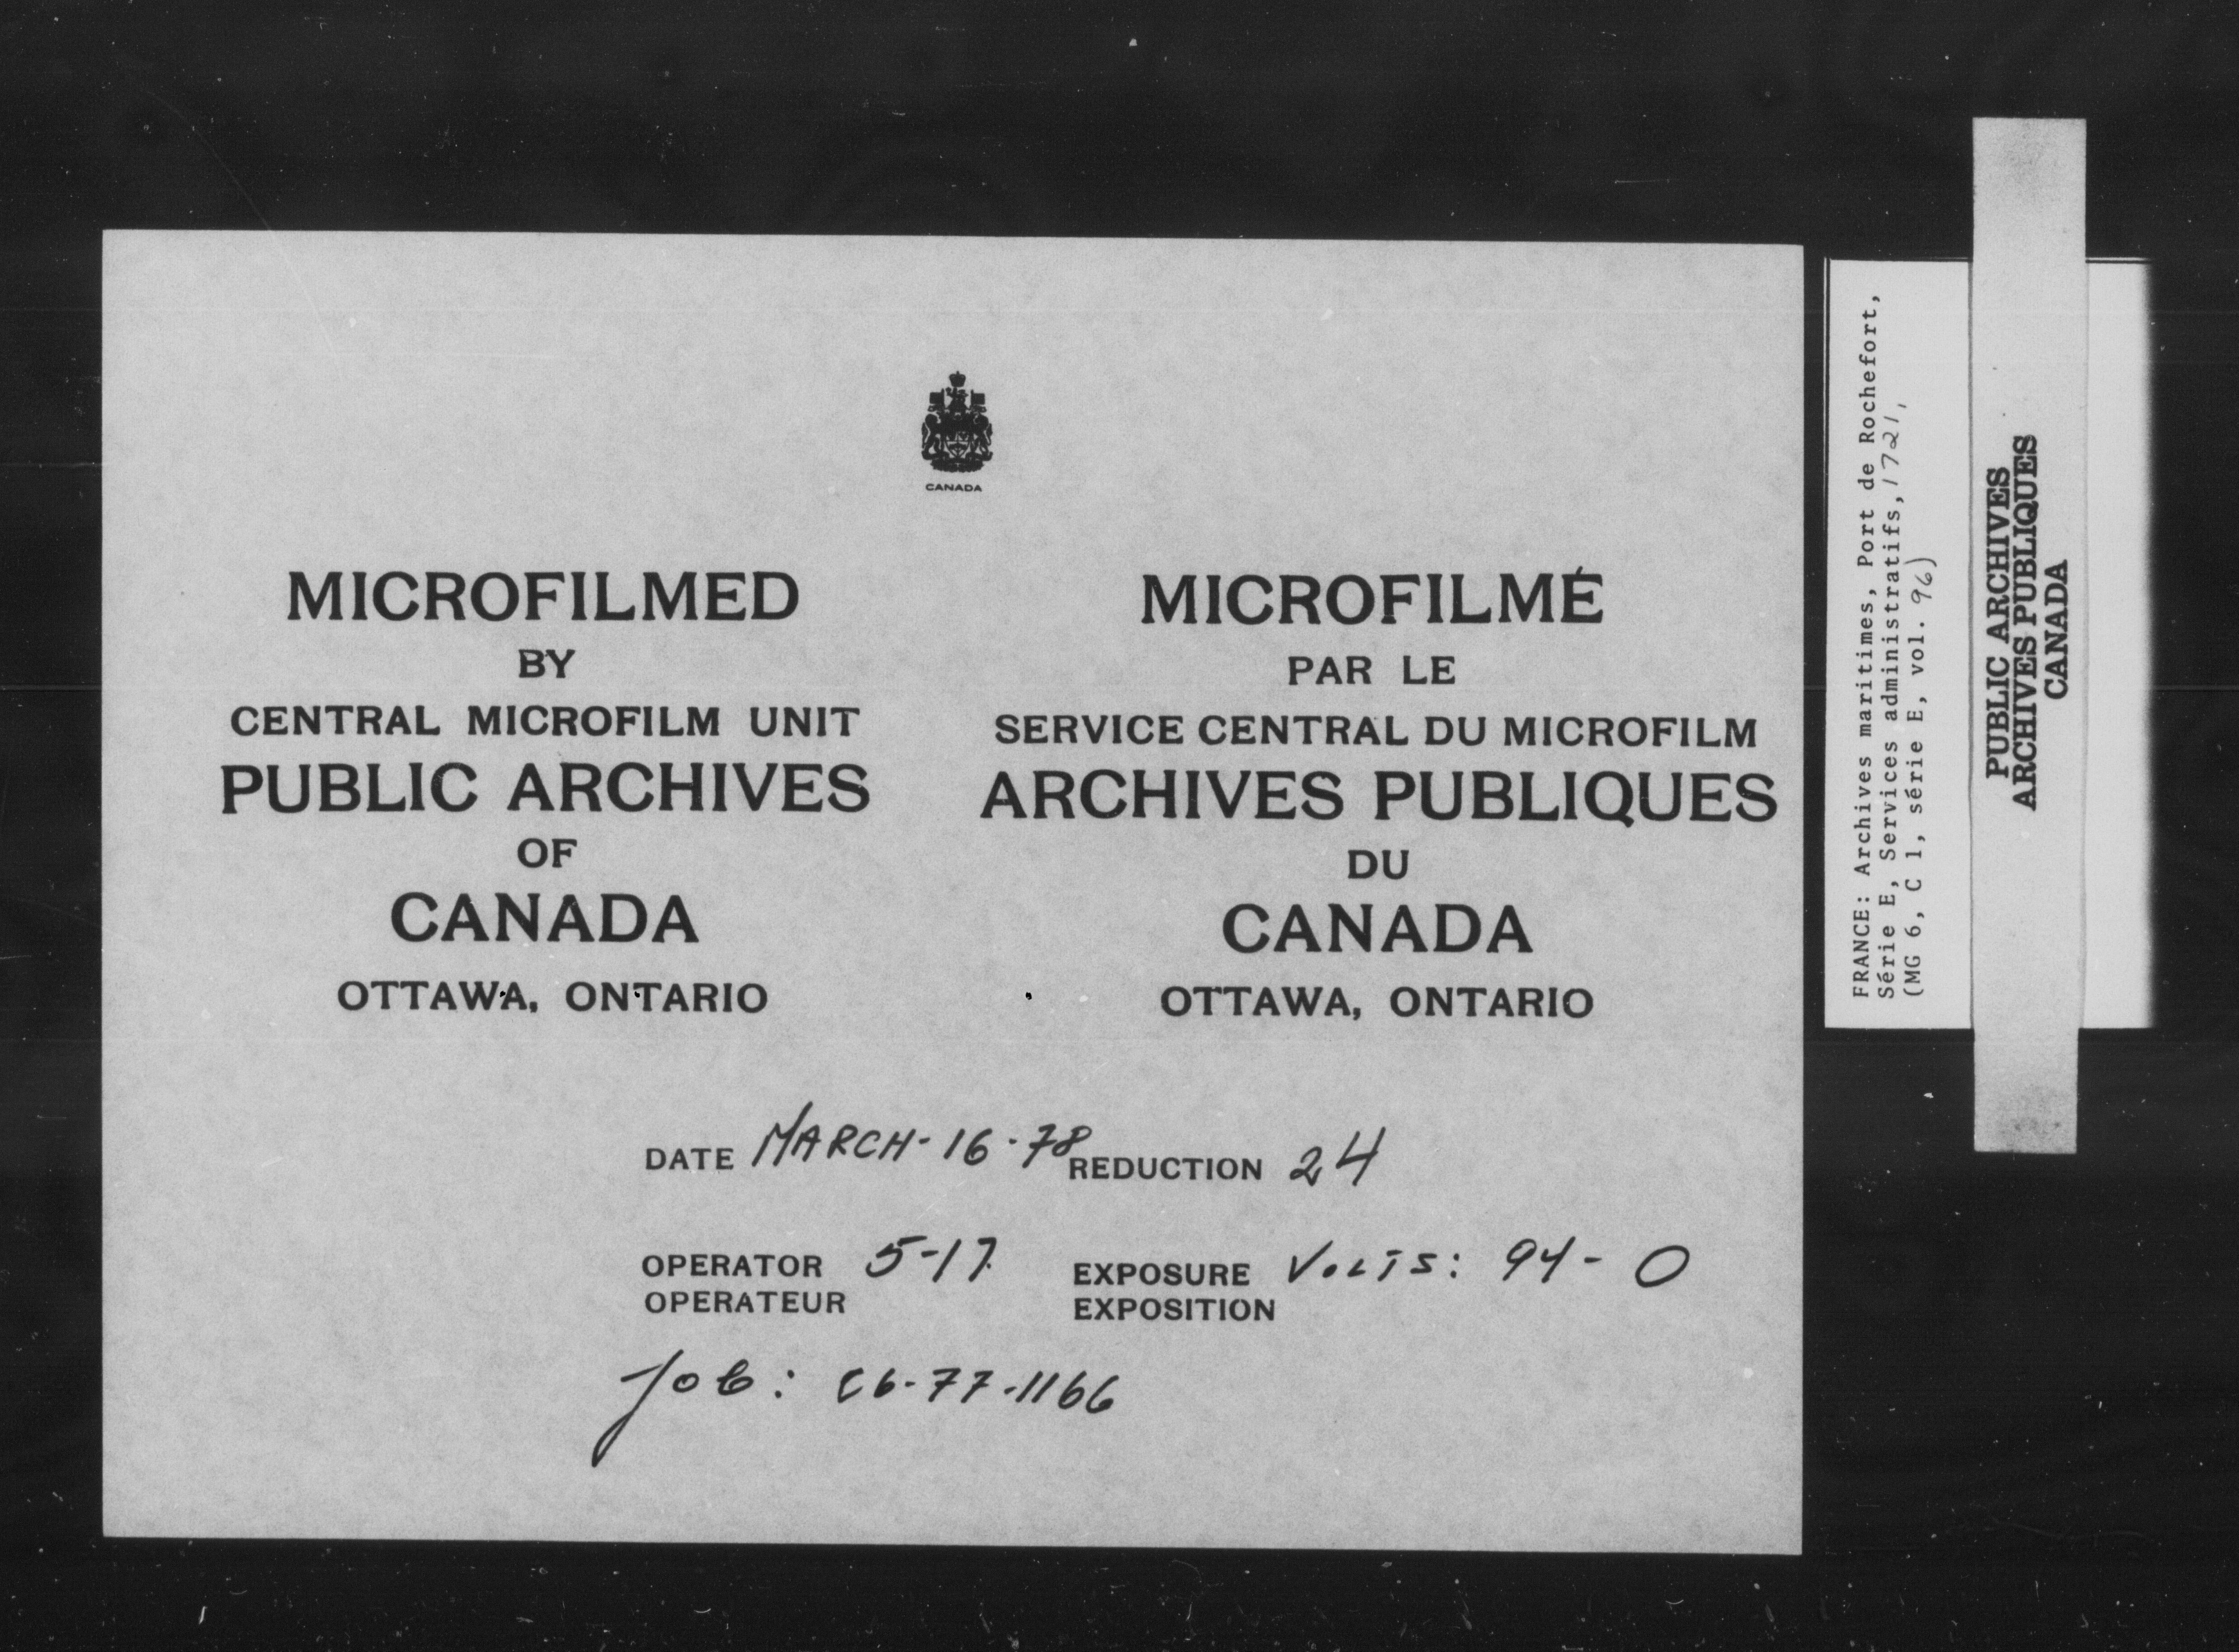 CANADA
MICROFILMED
BY
CENTRAL MICROFILM UNIT
PUBLIC ARCHIVES
OF
CANADA
OTTAWA, ONTARIO
MICROFILMÉ
PAR LE
SERVICE CENTRAL DU MICROFILM
ARCHIVES PUBLIQUES
DU
CANADA
OTTAWA, ONTARIO
DATE MARCH-16-78 REDUCTION 24
OPERATOR 5-17 EXPOSURE VOLTS: 94-0
OPERATEUR EXPOSITION
Job: C6-77-1166
FRANCE: Archives maritimes, Port de Rochefort,
Série E, Services administratifs, 1721,
(MG 6, C 1, série E, vol. 96)
PUBLIC ARCHIVES
ARCHIVES PUBLIQUES
CANADA